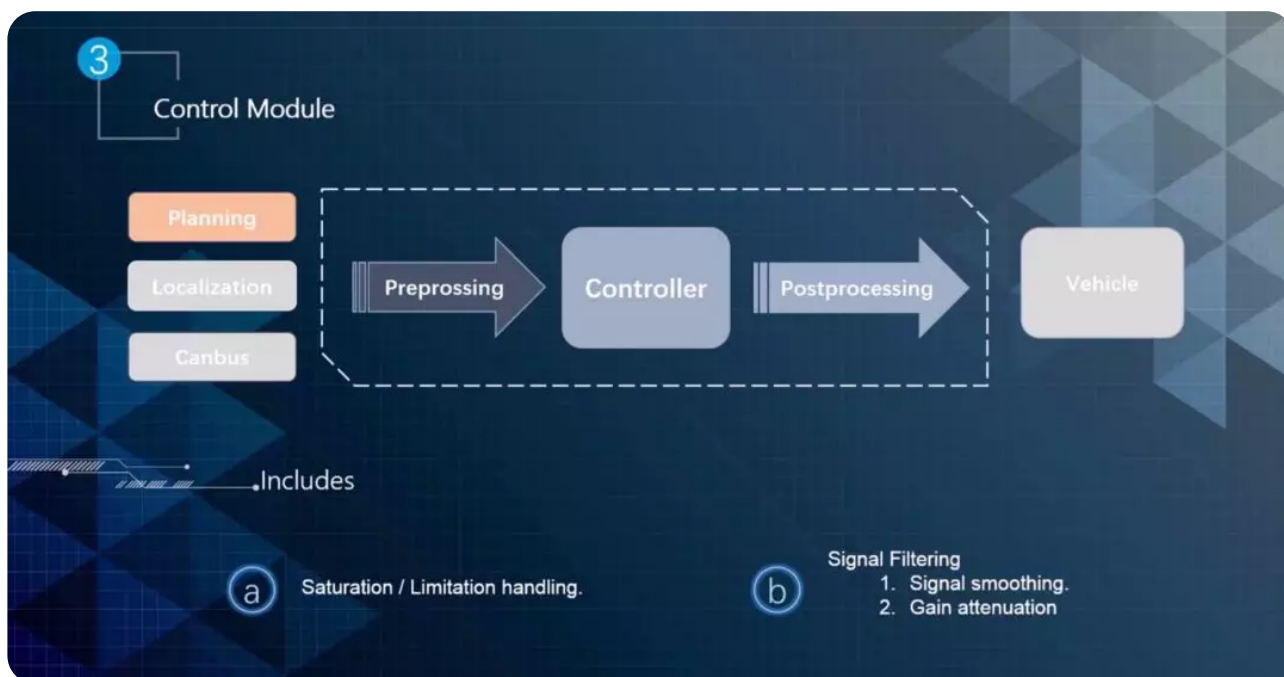 3
Control Module
Planning
Localization
Canbus
Preprossing
Controller
Postprocessing
Vehicle
Includes
a
Saturation / Limitation handling.
b
Signal Filtering
1. Signal smoothing.
2. Gain attenuation